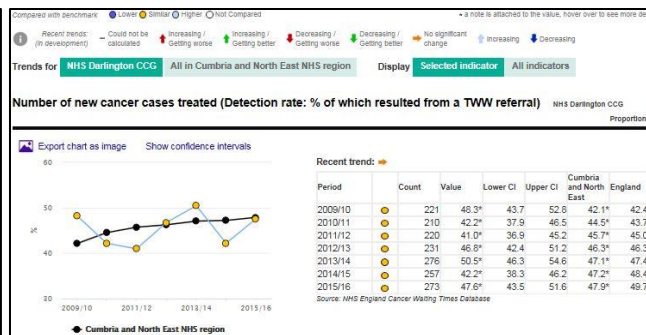 Compared with benchmark Lower Similar Higher Not Compared
* a note is attached to the value, hover over to see more de
Recent trends: (in development)
– Could not be calculated
Increasing / Getting worse
Increasing / Getting better
Decreasing / Getting worse
Decreasing / Getting better
No significant change
Increasing
Decreasing
Trends for NHS Darlington CCG All in Cumbria and North East NHS region Display Selected indicator All indicators
Number of new cancer cases treated (Detection rate: % of which resulted from a TWW referral) NHS Darlington CCG
Proportion
Export chart as image Show confidence intervals
60
50
%
40
30
2009/10 2011/12 2013/14 2015/16
Cumbria and North East NHS region
Recent trend:
Period Count Value Lower CI Upper CI Cumbria and North East England
2009/10 221 48.3* 43.7 52.8 42.1* 42.4
2010/11 210 42.2* 37.9 46.5 44.5* 43.7
2011/12 220 41.0* 36.9 45.2 45.7* 45.0
2012/13 231 46.8* 42.4 51.2 46.3* 46.3
2013/14 276 50.5* 46.3 54.6 47.1* 47.4
2014/15 257 42.2* 38.3 46.2 47.2* 48.4
2015/16 273 47.6* 43.5 51.6 47.9* 49.7
Source: NHS England Cancer Waiting Times Database